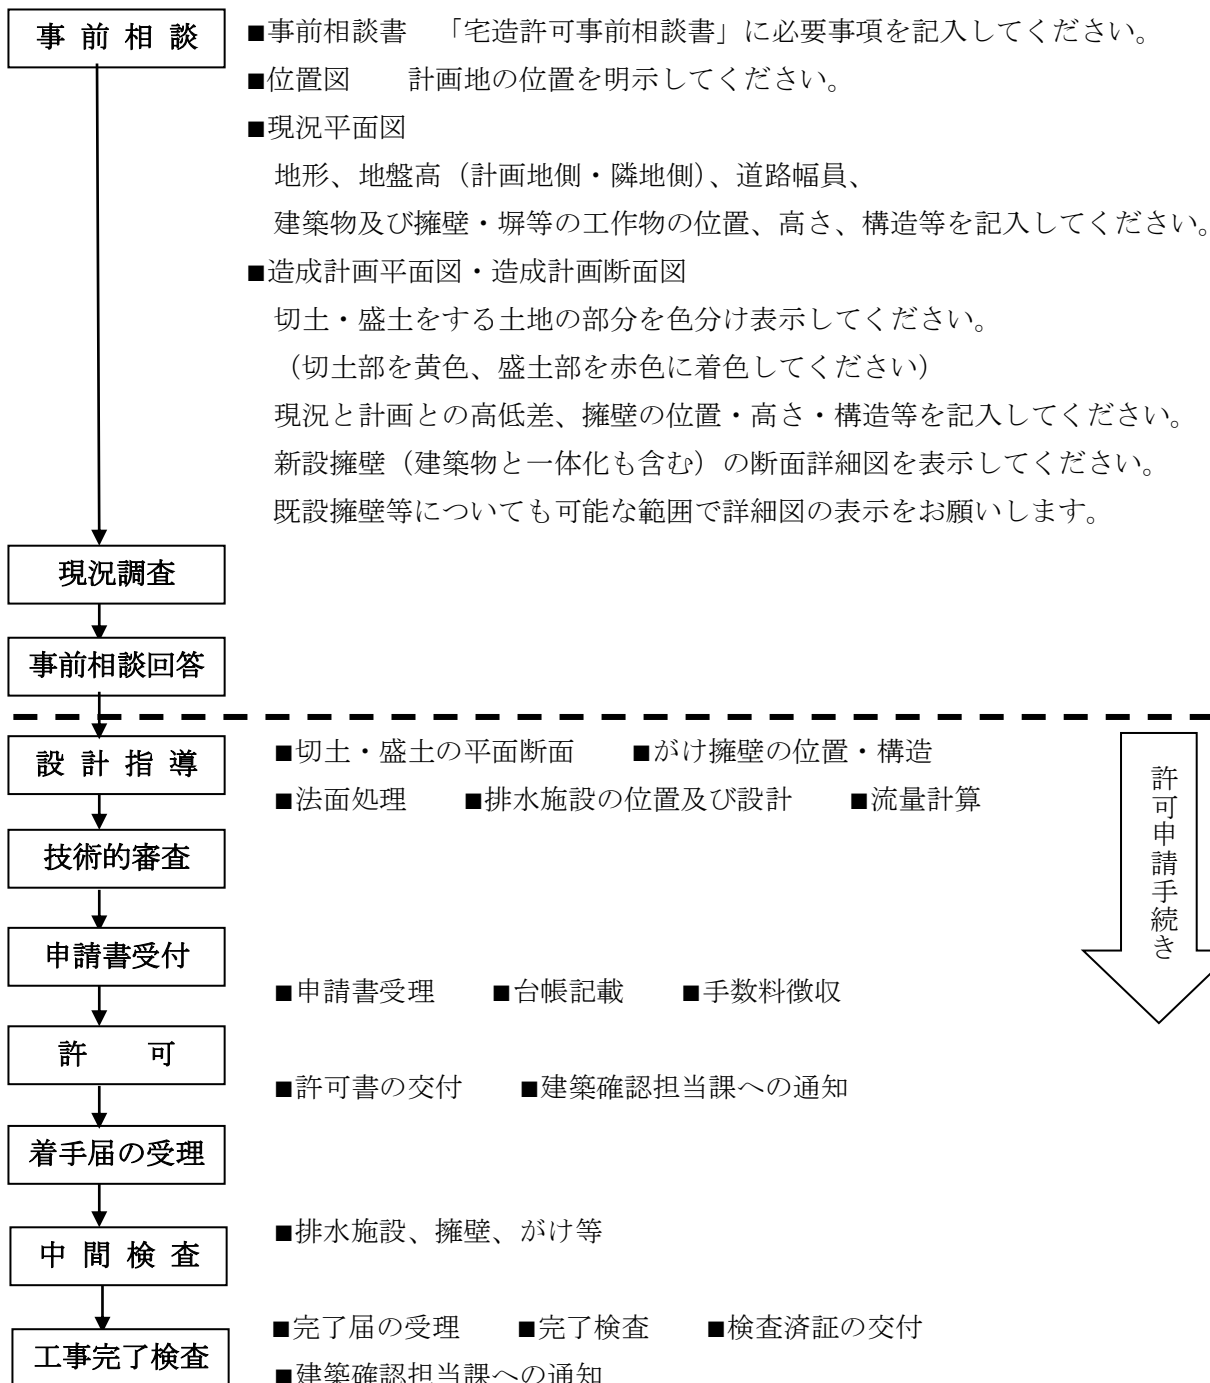 事前相談
■事前相談書　「宅造許可事前相談書」に必要事項を記入してください。
■位置図　　計画地の位置を明示してください。
■現況平面図
地形、地盤高（計画地側・隣地側）、道路幅員、
建築物及び擁壁・塀等の工作物の位置、高さ、構造等を記入してください。
■造成計画平面図・造成計画断面図
切土・盛土をする土地の部分を色分け表示してください。
（切土部を黄色、盛土部を赤色に着色してください）
現況と計画との高低差、擁壁の位置・高さ・構造等を記入してください。
新設擁壁（建築物と一体化も含む）の断面詳細図を表示してください。
既設擁壁等についても可能な範囲で詳細図の表示をお願いします。
現況調査
事前相談回答
設計指導
■切土・盛土の平面断面　　■がけ擁壁の位置・構造
■法面処理　　■排水施設の位置及び設計　　■流量計算
許可申請手続き
技術的審査
申請書受付
■申請書受理　　■台帳記載　　■手数料徴収
許　可
■許可書の交付　　■建築確認担当課への通知
着手届の受理
中間検査
■排水施設、擁壁、がけ等
工事完了検査
■完了届の受理　　■完了検査　　■検査済証の交付
■建築確認担当課への通知